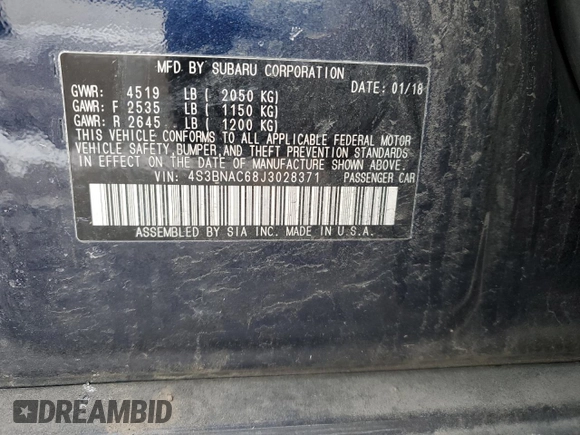 MFD BY SUBARU CORPORATION
DATE: 01/18
GVWR: 4519 LB ( 2050 KG)
GAWR: F 2535 LB ( 1150 KG)
GAWR: R 2645 LB ( 1200 KG)
THIS VEHICLE CONFORMS TO ALL APPLICABLE FEDERAL MOTOR
VEHICLE SAFETY,BUMPER,AND THEFT PREVENTION STANDARDS
IN EFFECT ON THE DATE OF MANUFACTURE SHOWN ABOVE.
VIN: 4S3BNAC68J3028371 PASSENGER CAR
ASSEMBLED BY SIA INC. MADE IN U.S.A.
DREAMBID